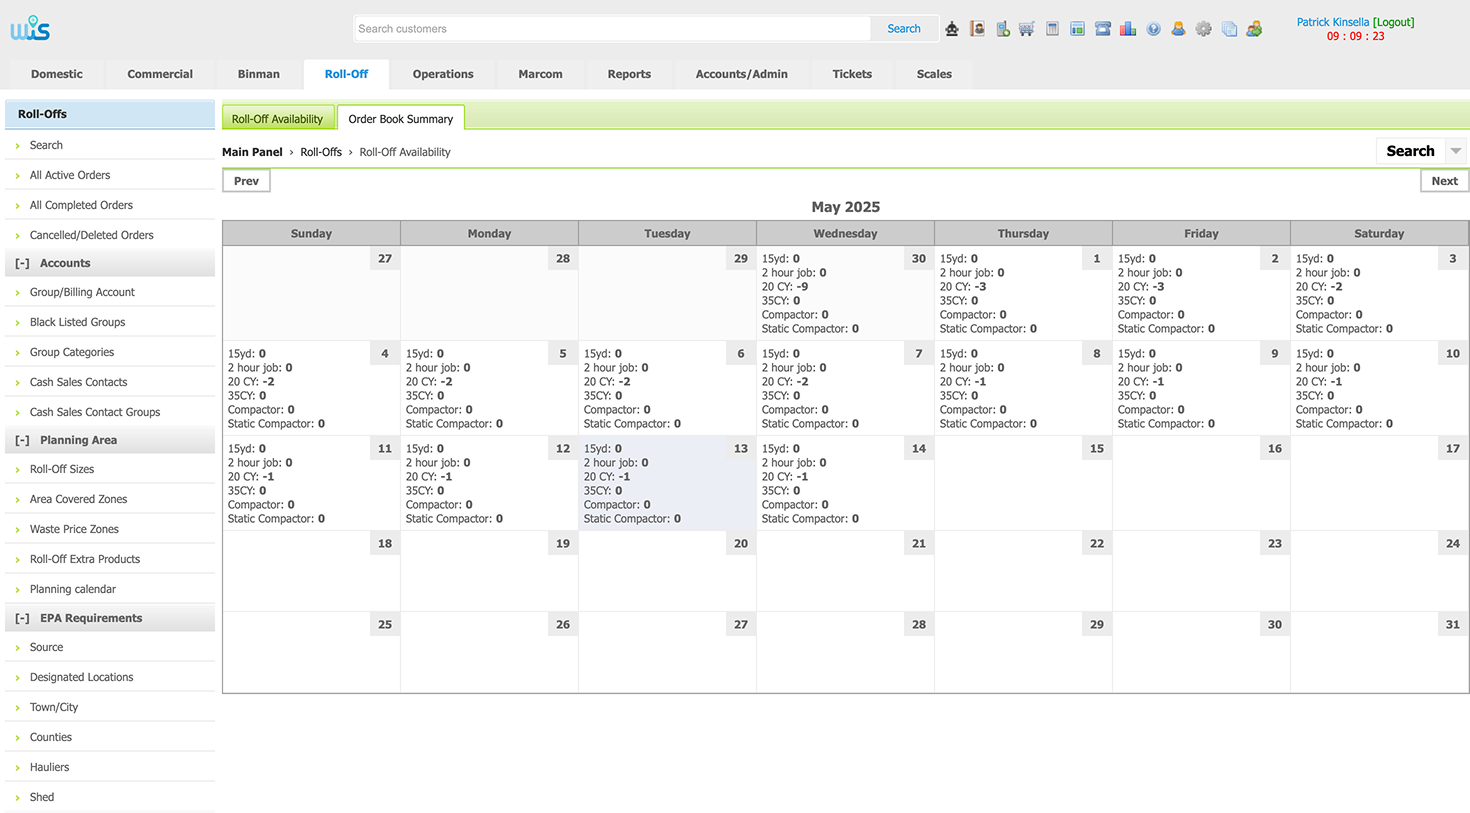 WIS
Search customers
Search
Patrick Kinsella [Logout]
09 : 09 : 23
Domestic
Commercial
Binman
Roll-Off
Operations
Marcom
Reports
Accounts/Admin
Tickets
Scales
Roll-Offs
Search
All Active Orders
All Completed Orders
Cancelled/Deleted Orders
[-] Accounts
Group/Billing Account
Black Listed Groups
Group Categories
Cash Sales Contacts
Cash Sales Contact Groups
[-] Planning Area
Roll-Off Sizes
Area Covered Zones
Waste Price Zones
Roll-Off Extra Products
Planning calendar
[-] EPA Requirements
Source
Designated Locations
Town/City
Counties
Hauliers
Shed
Roll-Off Availability
Order Book Summary
Main Panel › Roll-Offs › Roll-Off Availability
Search
Prev
Next
May 2025
Sunday
Monday
Tuesday
Wednesday
Thursday
Friday
Saturday
27
28
29
30
15yd: 0
2 hour job: 0
20 CY: -9
35CY: 0
Compactor: 0
Static Compactor: 0
1
15yd: 0
2 hour job: 0
20 CY: -3
35CY: 0
Compactor: 0
Static Compactor: 0
2
15yd: 0
2 hour job: 0
20 CY: -3
35CY: 0
Compactor: 0
Static Compactor: 0
3
15yd: 0
2 hour job: 0
20 CY: -2
35CY: 0
Compactor: 0
Static Compactor: 0
4
15yd: 0
2 hour job: 0
20 CY: -2
35CY: 0
Compactor: 0
Static Compactor: 0
5
15yd: 0
2 hour job: 0
20 CY: -2
35CY: 0
Compactor: 0
Static Compactor: 0
6
15yd: 0
2 hour job: 0
20 CY: -2
35CY: 0
Compactor: 0
Static Compactor: 0
7
15yd: 0
2 hour job: 0
20 CY: -2
35CY: 0
Compactor: 0
Static Compactor: 0
8
15yd: 0
2 hour job: 0
20 CY: -1
35CY: 0
Compactor: 0
Static Compactor: 0
9
15yd: 0
2 hour job: 0
20 CY: -1
35CY: 0
Compactor: 0
Static Compactor: 0
10
15yd: 0
2 hour job: 0
20 CY: -1
35CY: 0
Compactor: 0
Static Compactor: 0
11
15yd: 0
2 hour job: 0
20 CY: -1
35CY: 0
Compactor: 0
Static Compactor: 0
12
15yd: 0
2 hour job: 0
20 CY: -1
35CY: 0
Compactor: 0
Static Compactor: 0
13
15yd: 0
2 hour job: 0
20 CY: -1
35CY: 0
Compactor: 0
Static Compactor: 0
14
15yd: 0
2 hour job: 0
20 CY: -1
35CY: 0
Compactor: 0
Static Compactor: 0
15
16
17
18
19
20
21
22
23
24
25
26
27
28
29
30
31